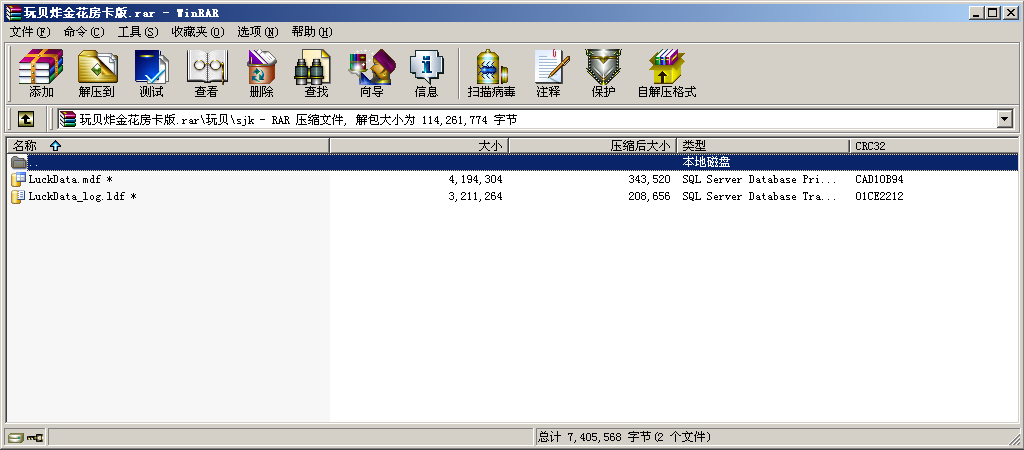 玩贝炸金花房卡版.rar - WinRAR
文件(F) 命令(C) 工具(S) 收藏夹(O) 选项(N) 帮助(H)
添加 解压到 测试 查看 删除 查找 向导 信息 扫描病毒 注释 保护 自解压格式
玩贝炸金花房卡版.rar\玩贝\sjk - RAR 压缩文件, 解包大小为 114,261,774 字节
名称 大小 压缩后大小 类型 CRC32
.. 本地磁盘
LuckData.mdf * 4,194,304 343,520 SQL Server Database Pri... CAD10B94
LuckData_log.ldf * 3,211,264 208,656 SQL Server Database Tra... 01CE2212
总计 7,405,568 字节(2 个文件)